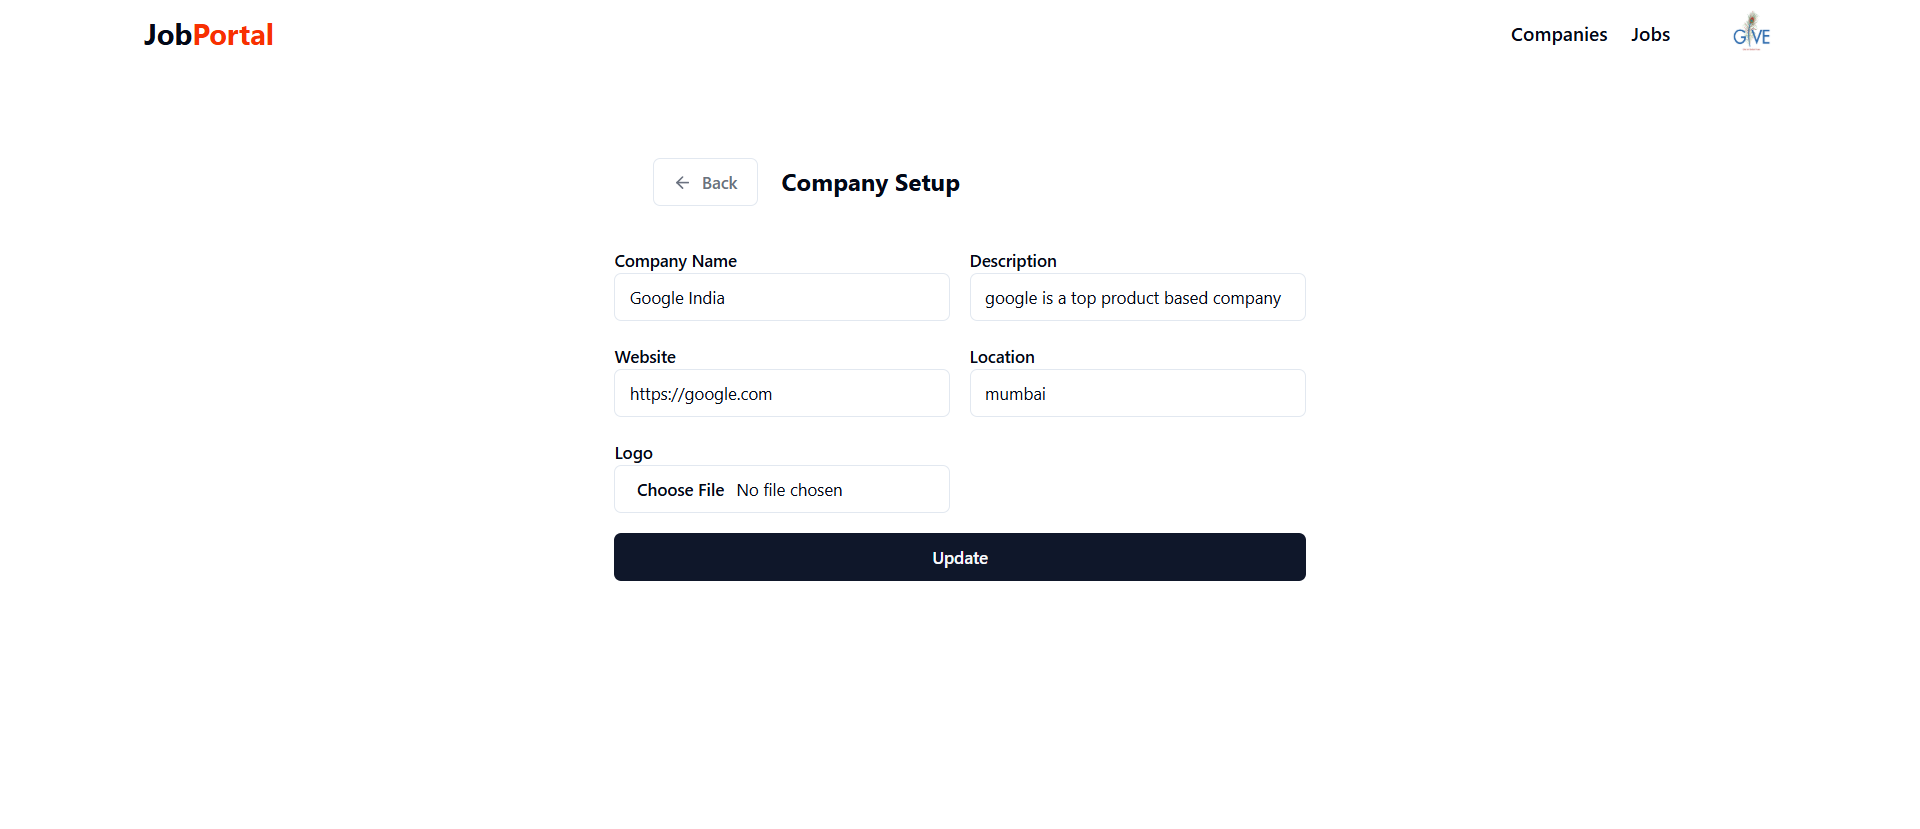 JobPortal
Companies Jobs
GIVE
Back
Company Setup
Company Name
Description
Google India
google is a top product based company
Website
Location
https://google.com
mumbai
Logo
Choose File No file chosen
Update